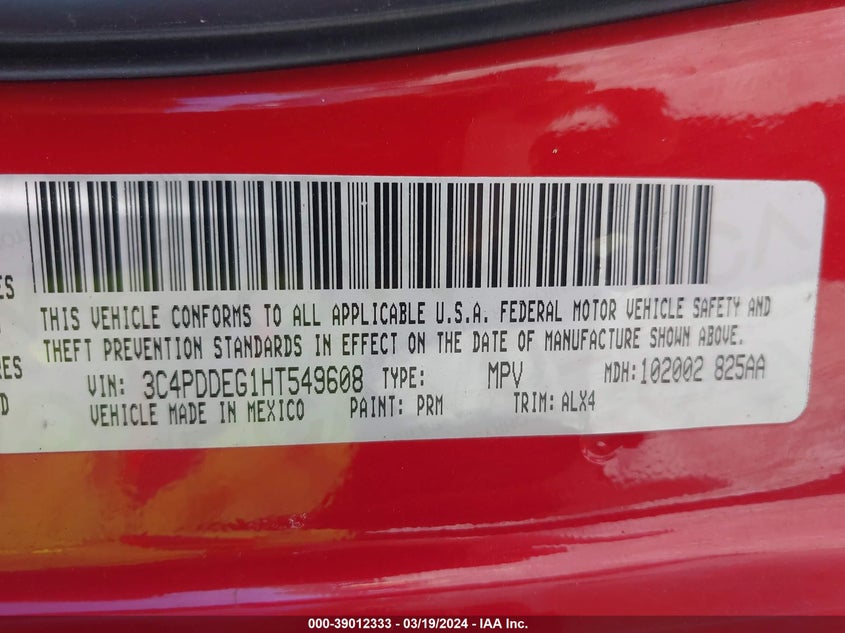 ES
THIS VEHICLE CONFORMS TO ALL APPLICABLE U.S.A. FEDERAL MOTOR VEHICLE SAFETY AND
THEFT PREVENTION STANDARDS IN EFFECT ON THE DATE OF MANUFACTURE SHOWN ABOVE.
RES
VIN: 3C4PDDEG1HT549608 TYPE: MPV MDH:102002 825AA
D
VEHICLE MADE IN MEXICO PAINT: PRM TRIM: ALX4
000-39012333 - 03/19/2024 - IAA Inc.